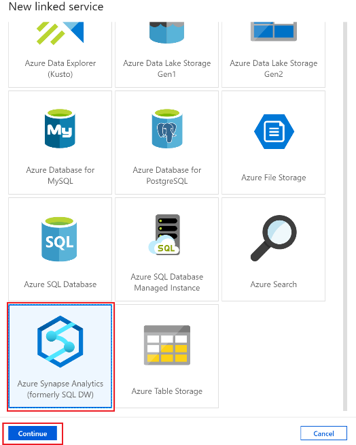 New linked service
Azure Data Explorer
(Kusto)
Azure Data Lake Storage
Gen1
Azure Data Lake Storage
Gen2
My
Azure Database for
MySQL
Azure Database for
PostgreSQL
Azure File Storage
SQL
Azure SQL Database
SQL
Azure SQL Database
Managed Instance
Azure Search
Azure Synapse Analytics
(formerly SQL DW)
Azure Table Storage
Continue
Cancel